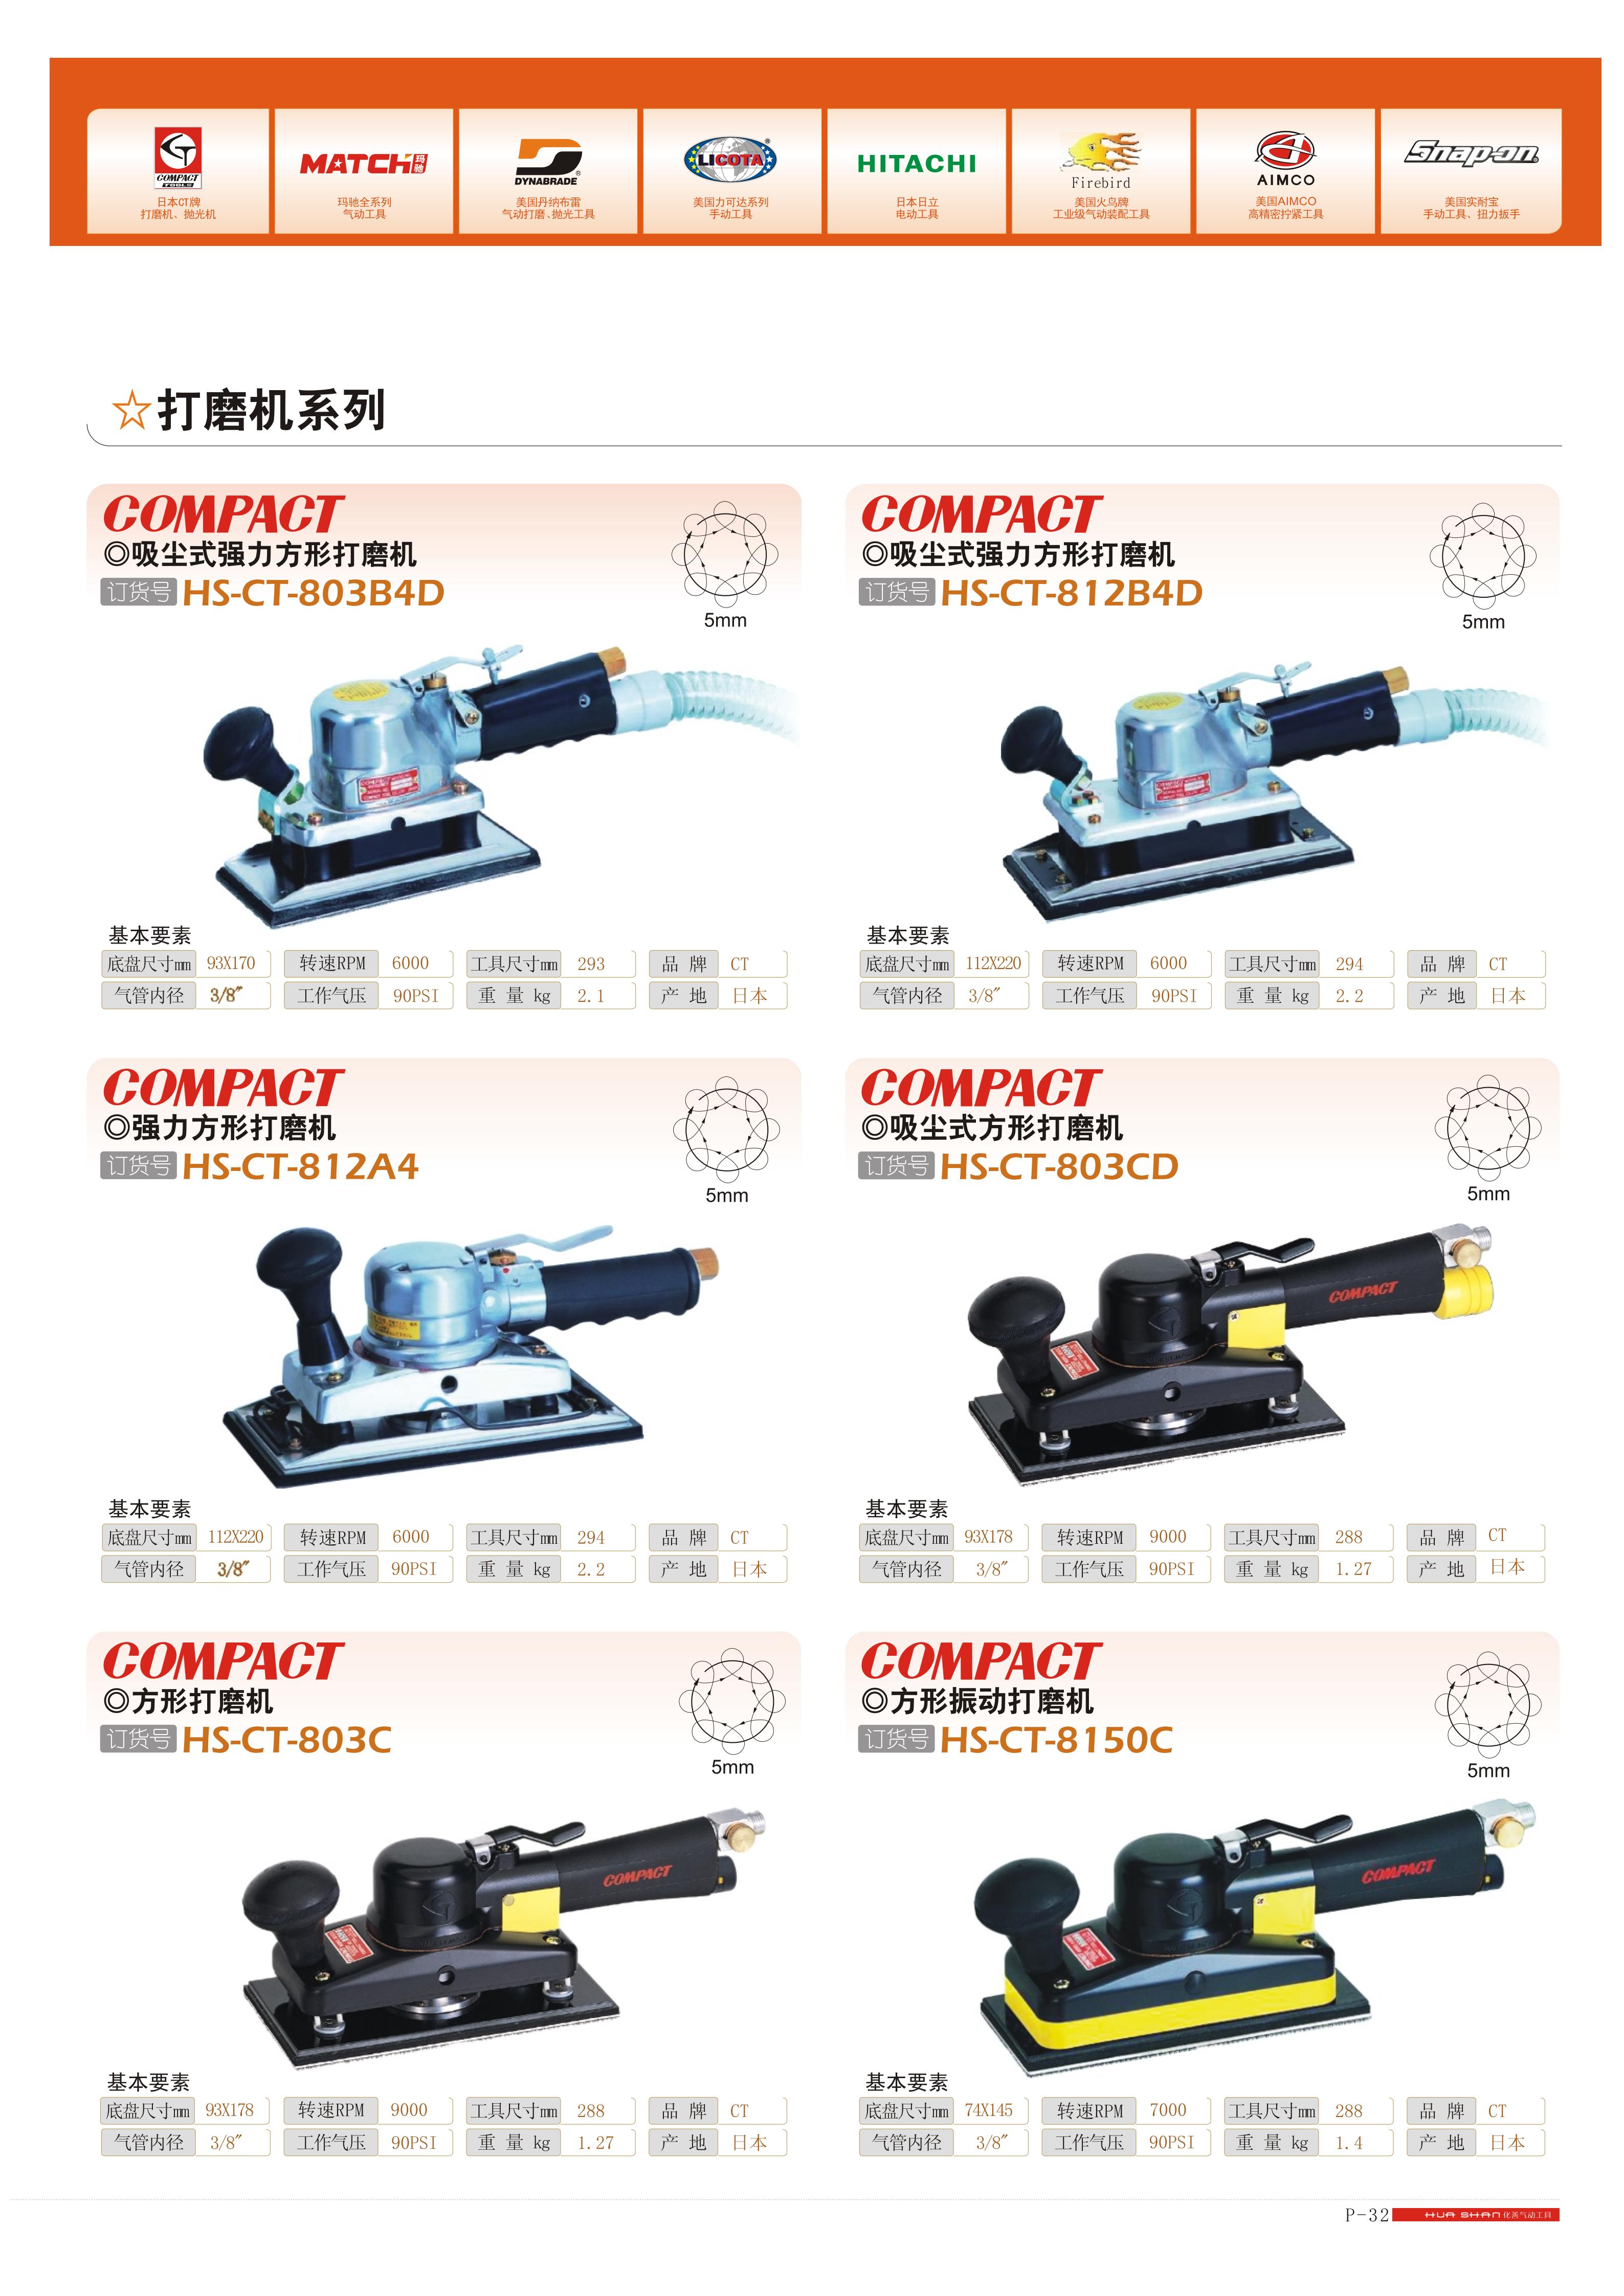 COMPACT
TOOLS
日本CT牌
打磨机、抛光机
MATCH 玛驰
玛驰全系列
气动工具
DYNABRADE
美国丹纳布雷
气动打磨、抛光工具
LICOTA
美国力可达系列
手动工具
HITACHI
日本日立
电动工具
Firebird
美国火鸟牌
工业级气动装配工具
AIMCO
美国AIMCO
高精密拧紧工具
Snap-on
美国实耐宝
手动工具、扭力扳手
☆打磨机系列
COMPACT
◎吸尘式强力方形打磨机
订货号 HS-CT-803B4D
5mm
基本要素
底盘尺寸mm 93X170 转速RPM 6000 工具尺寸mm 293 品 牌 CT
气管内径 3/8″ 工作气压 90PSI 重 量 kg 2.1 产 地 日本
COMPACT
◎吸尘式强力方形打磨机
订货号 HS-CT-812B4D
5mm
基本要素
底盘尺寸mm 112X220 转速RPM 6000 工具尺寸mm 294 品 牌 CT
气管内径 3/8″ 工作气压 90PSI 重 量 kg 2.2 产 地 日本
COMPACT
◎强力方形打磨机
订货号 HS-CT-812A4
5mm
基本要素
底盘尺寸mm 112X220 转速RPM 6000 工具尺寸mm 294 品 牌 CT
气管内径 3/8″ 工作气压 90PSI 重 量 kg 2.2 产 地 日本
COMPACT
◎吸尘式方形打磨机
订货号 HS-CT-803CD
5mm
COMPACT
基本要素
底盘尺寸mm 93X178 转速RPM 9000 工具尺寸mm 288 品 牌 CT
气管内径 3/8″ 工作气压 90PSI 重 量 kg 1.27 产 地 日本
COMPACT
◎方形打磨机
订货号 HS-CT-803C
5mm
COMPACT
基本要素
底盘尺寸mm 93X178 转速RPM 9000 工具尺寸mm 288 品 牌 CT
气管内径 3/8″ 工作气压 90PSI 重 量 kg 1.27 产 地 日本
COMPACT
◎方形振动打磨机
订货号 HS-CT-8150C
5mm
COMPACT
基本要素
底盘尺寸mm 74X145 转速RPM 7000 工具尺寸mm 288 品 牌 CT
气管内径 3/8″ 工作气压 90PSI 重 量 kg 1.4 产 地 日本
P-32 HUA SHAN 化善气动工具